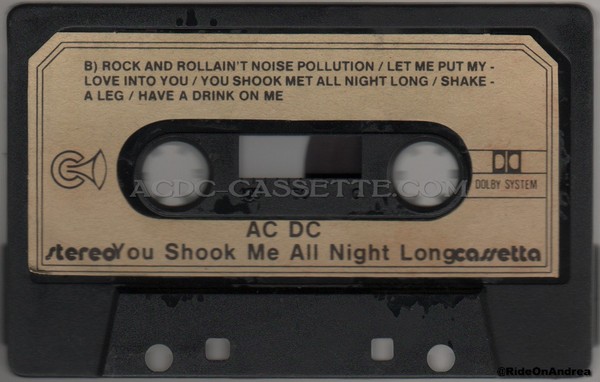 B) ROCK AND ROLLAIN'T NOISE POLLUTION / LET ME PUT MY -
LOVE INTO YOU / YOU SHOOK MET ALL NIGHT LONG / SHAKE -
A LEG / HAVE A DRINK ON ME
DOLBY SYSTEM
ACDC-CASSETTE.COM
AC DC
stereo You Shook Me All Night Long cassetta
@RideOnAndrea